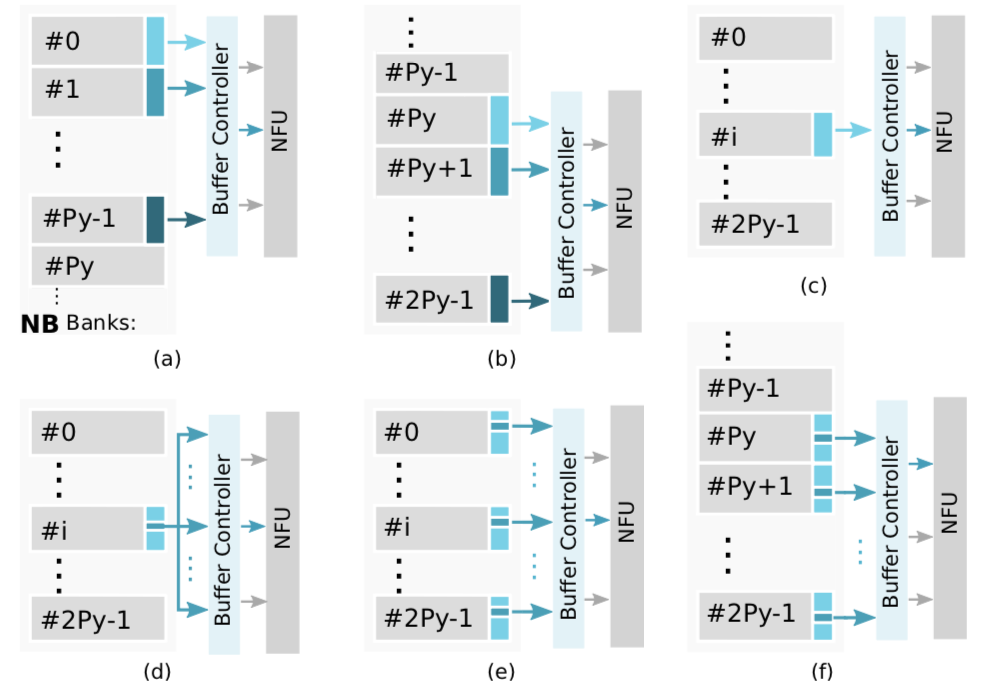 #0
#1
#Py-1
#Py
NB Banks:
Buffer Controller
NFU
(a)
#Py-1
#Py
#Py+1
#2Py-1
Buffer Controller
NFU
(b)
#0
#i
#2Py-1
Buffer Controller
NFU
(c)
#0
#i
#2Py-1
Buffer Controller
NFU
(d)
#0
#i
#2Py-1
Buffer Controller
NFU
(e)
#Py-1
#Py
#Py+1
#2Py-1
Buffer Controller
NFU
(f)